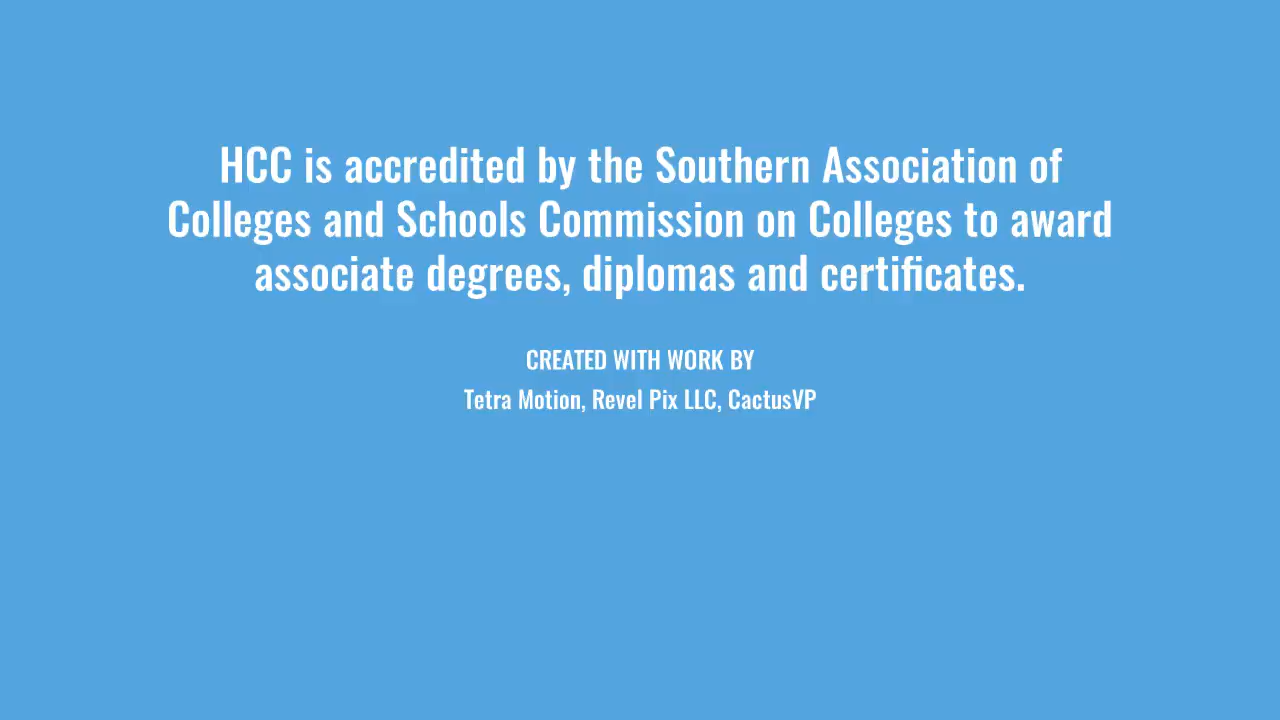 HCC is accredited by the Southern Association of
Colleges and Schools Commission on Colleges to award
associate degrees, diplomas and certificates.
CREATED WITH WORK BY
Tetra Motion, Revel Pix LLC, CactusVP